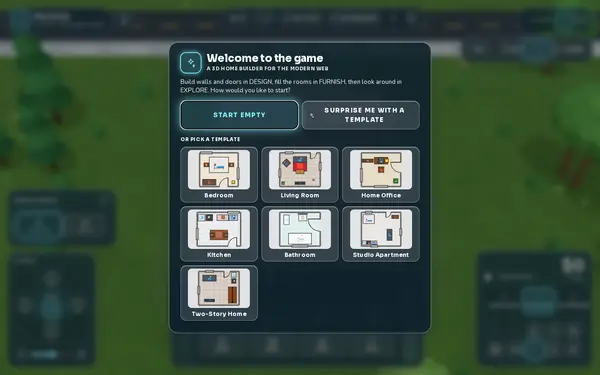 Welcome to the game
A 3D HOME BUILDER FOR THE MODERN WEB
Build walls and doors in DESIGN, fill the rooms in FURNISH, then look around in
EXPLORE. How would you like to start?
START EMPTY
SURPRISE ME WITH A
TEMPLATE
OR PICK A TEMPLATE
Bedroom
Living Room
Home Office
Kitchen
Bathroom
Studio Apartment
Two-Story Home